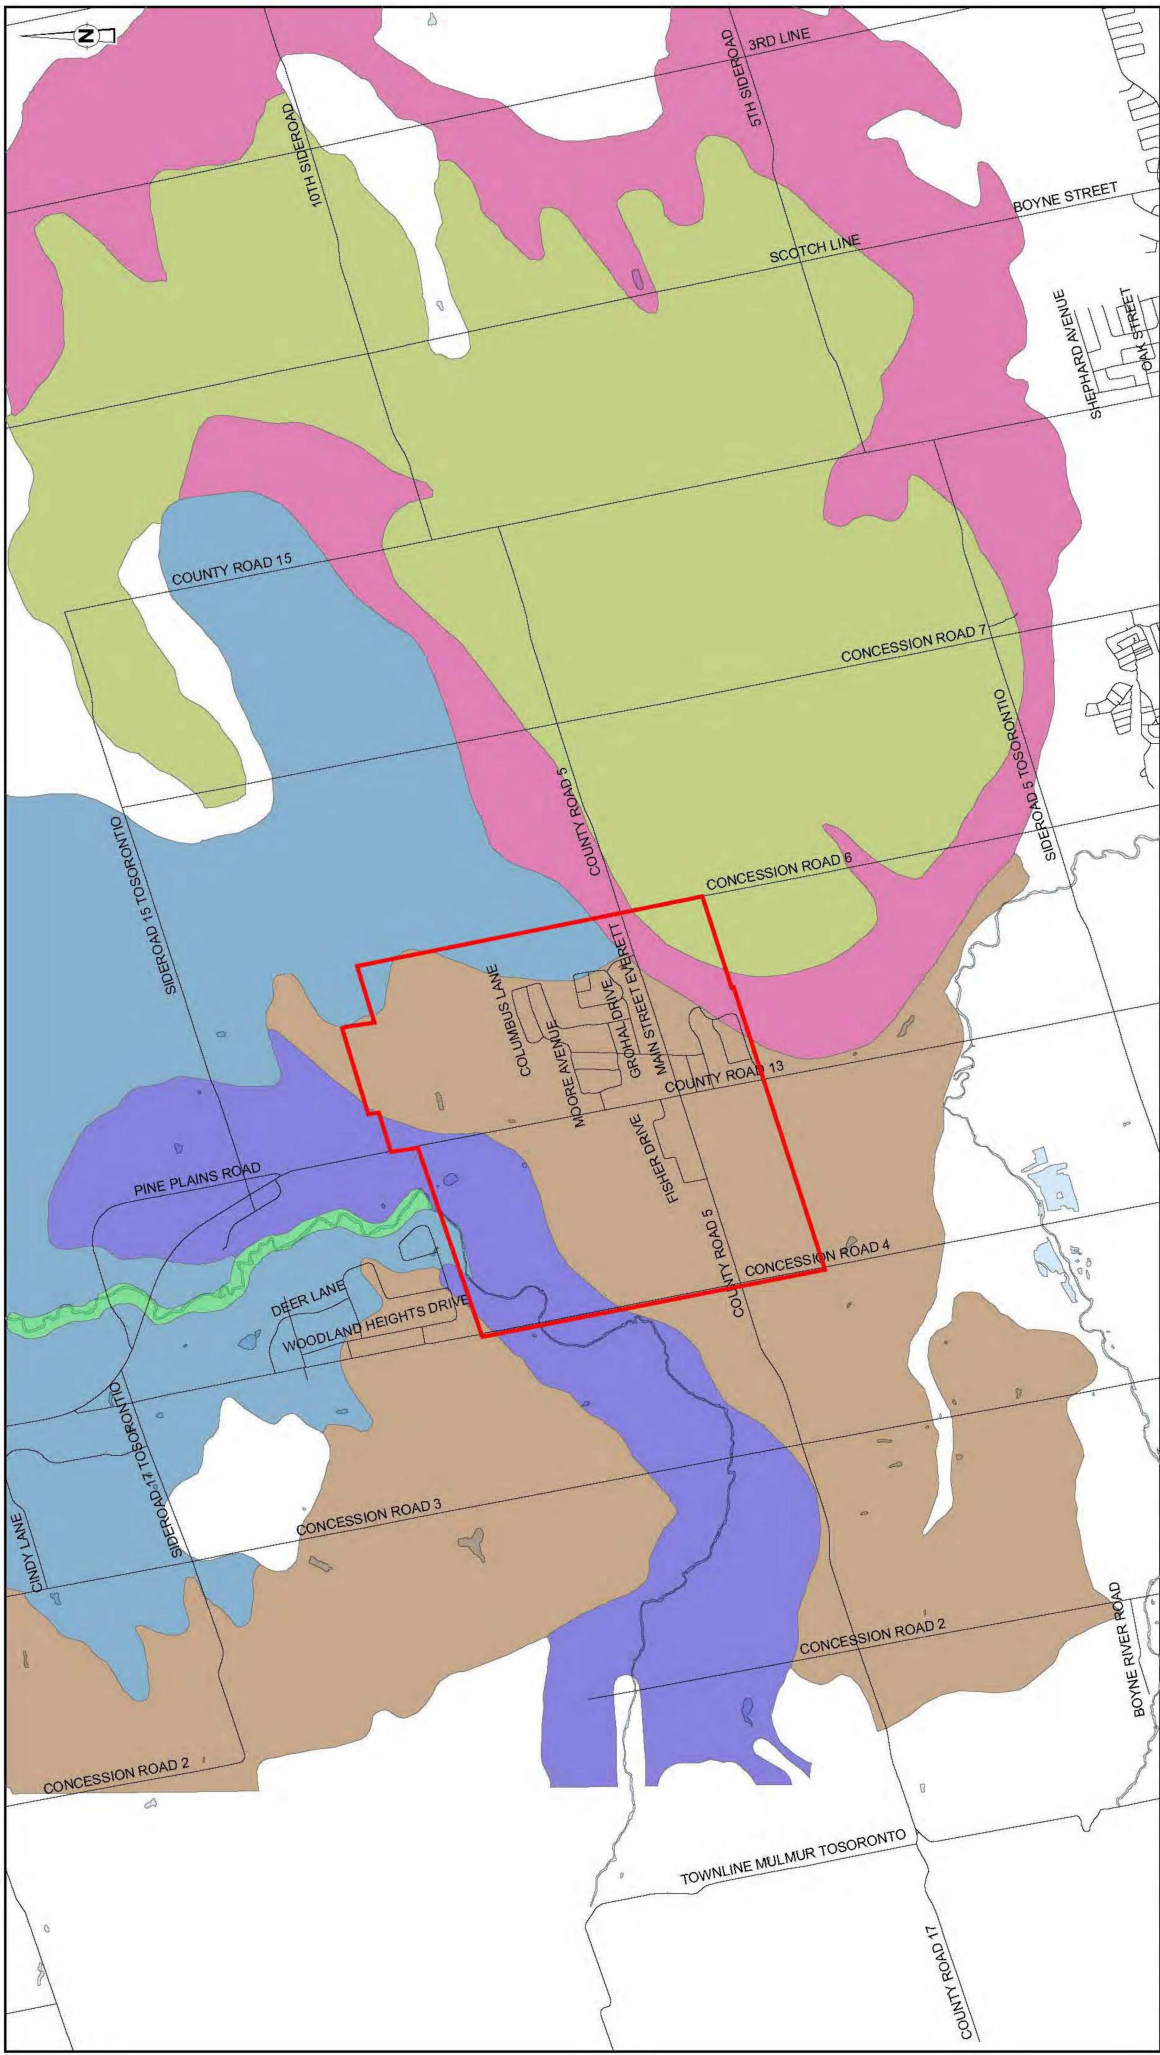 N
3RD LINE
5TH SIDEROAD
10TH SIDEROAD
BOYNE STREET
SCOTCH LINE
SHEPHARD AVENUE
OAK STREET
COUNTY ROAD 15
CONCESSION ROAD 7
SIDEROAD 5 TOSORONTIO
COUNTY ROAD 5
CONCESSION ROAD 6
SIDEROAD 15 TOSORONTIO
COLUMBUS LANE
MOORE AVENUE
GROHAL DRIVE
MAIN STREET EVERETT
COUNTY ROAD 13
FISHER DRIVE
PINE PLAINS ROAD
COUNTY ROAD 5
CONCESSION ROAD 4
DEER LANE
WOODLAND HEIGHTS DRIVE
SIDEROAD 17 TOSORONTIO
CINDY LANE
CONCESSION ROAD 3
CONCESSION ROAD 2
BOYNE RIVER ROAD
CONCESSION ROAD 2
TOWNLINE MULMUR TOSORONTO
COUNTY ROAD 17